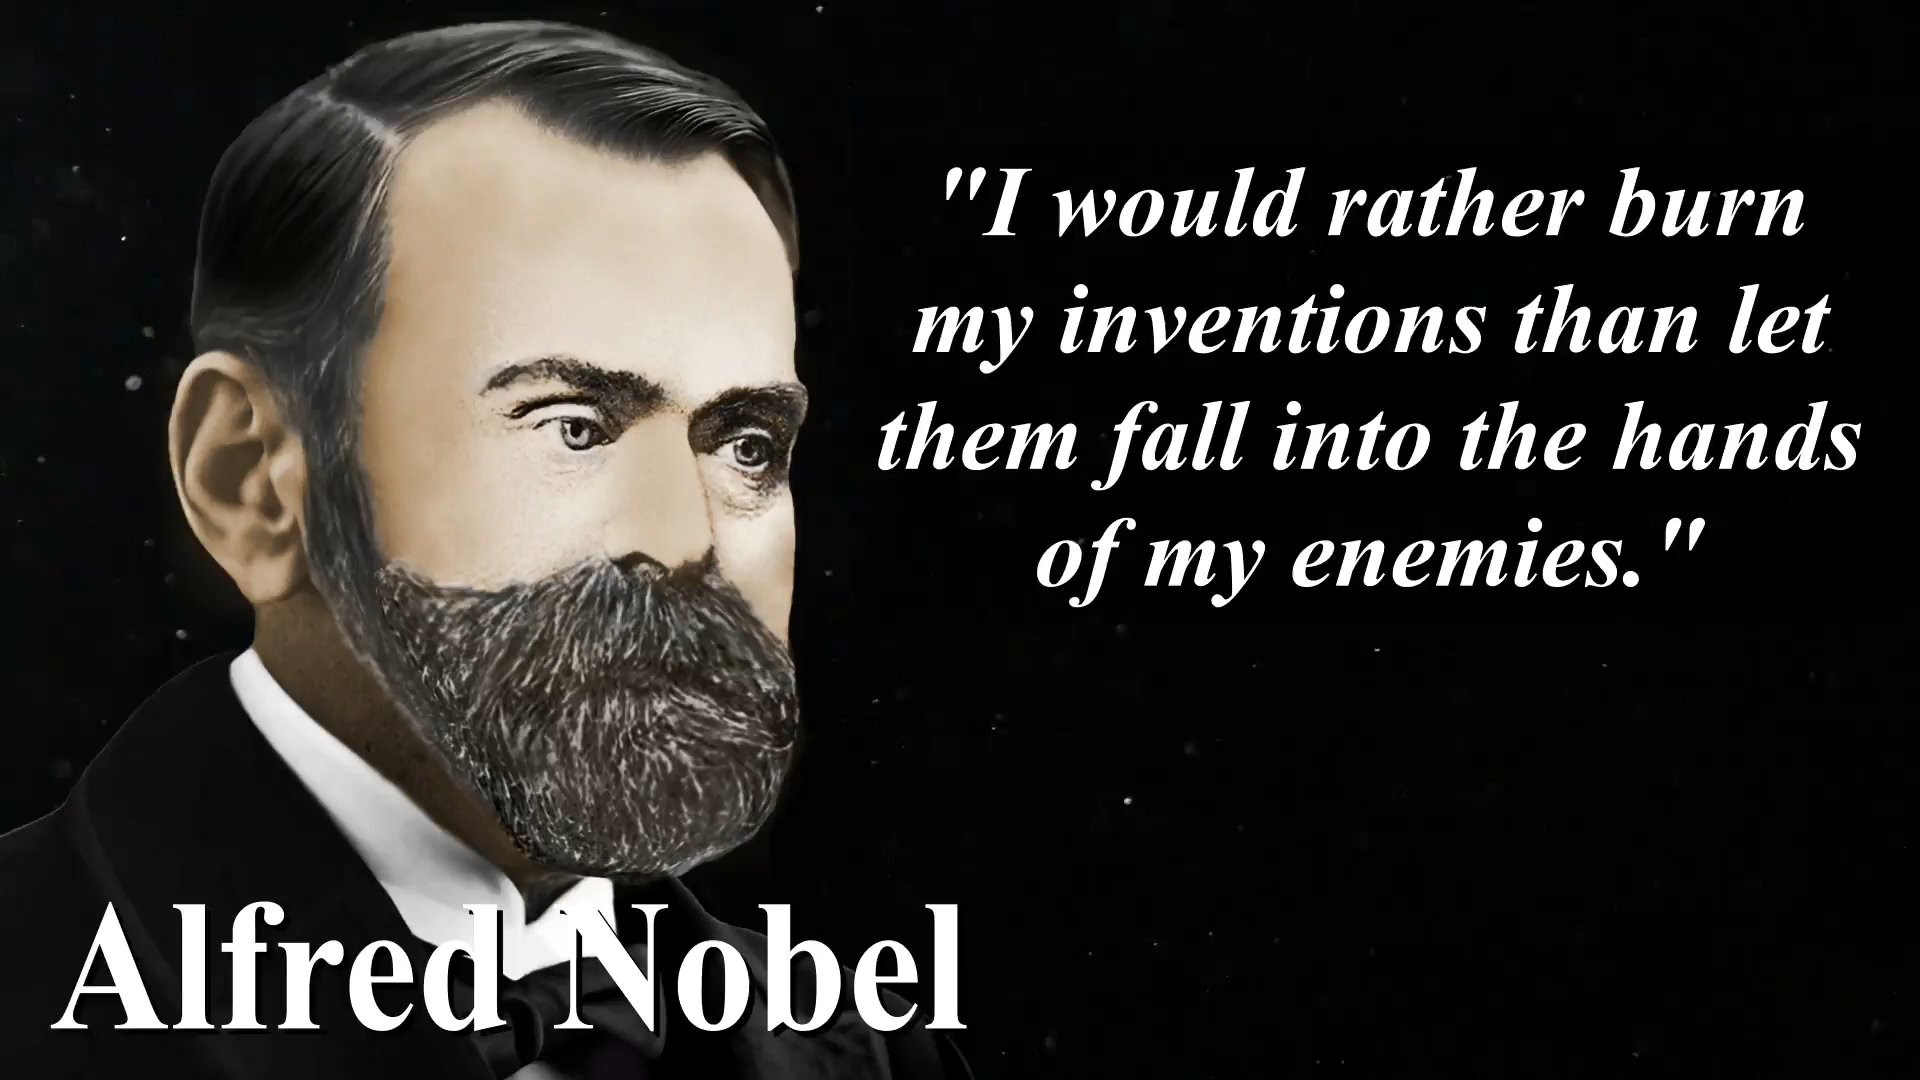 "I would rather burn
my inventions than let
them fall into the hands
of my enemies."
Alfred Nobel